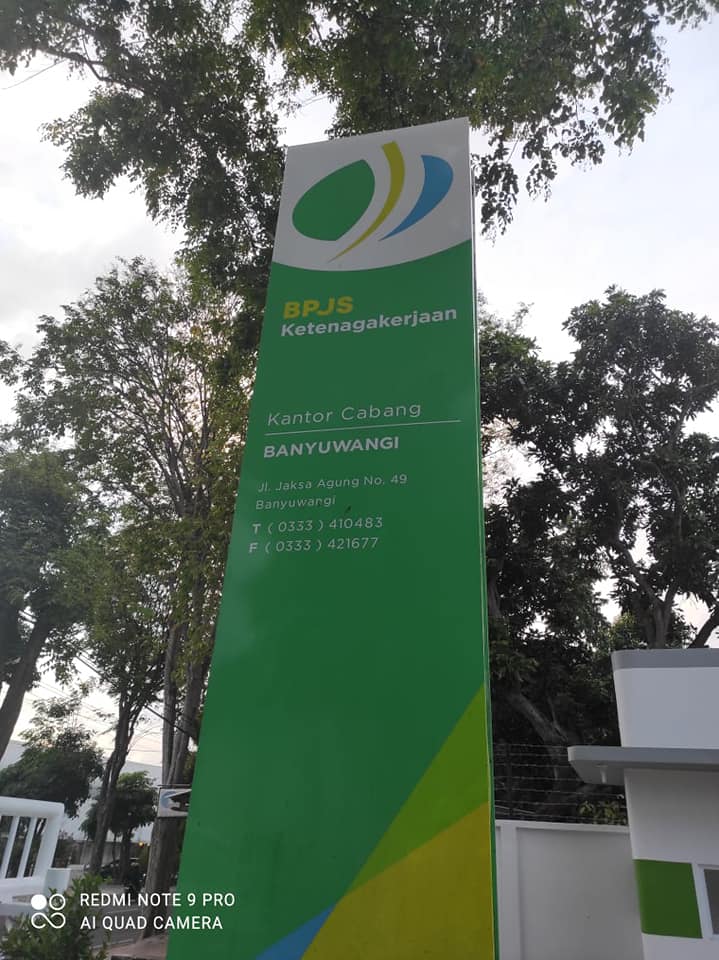 BPJS
Ketenagakerjaan
Kantor Cabang
BANYUWANGI
Jl. Jaksa Agung No. 49
Banyuwangi
T ( 0333 ) 410483
F ( 0333 ) 421677
REDMI NOTE 9 PRO
AI QUAD CAMERA